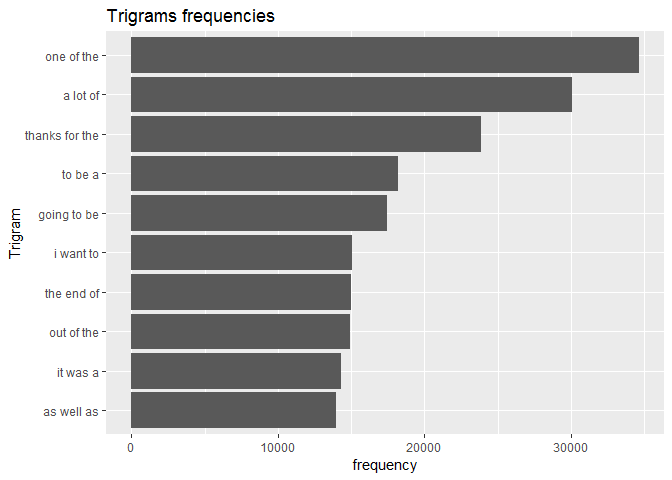 Trigrams frequencies
one of the
a lot of
thanks for the
to be a
going to be
i want to
the end of
out of the
it was a
as well as
Trigram
0 10000 20000 30000
frequency